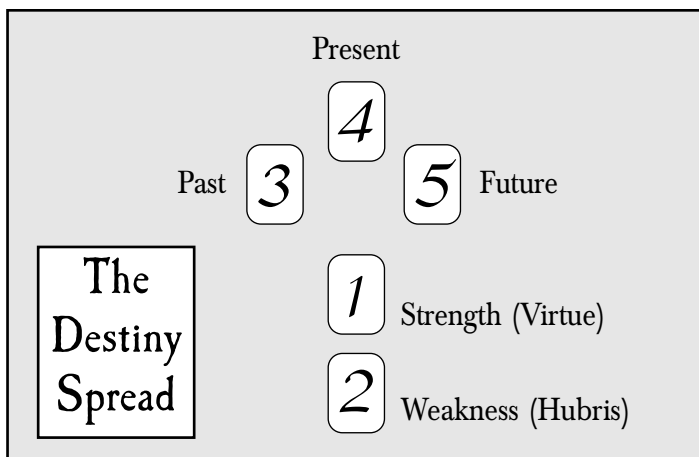 Present
4
Past 3 5 Future
1
Strength (Virtue)
2
Weakness (Hubris)
The
Destiny
Spread